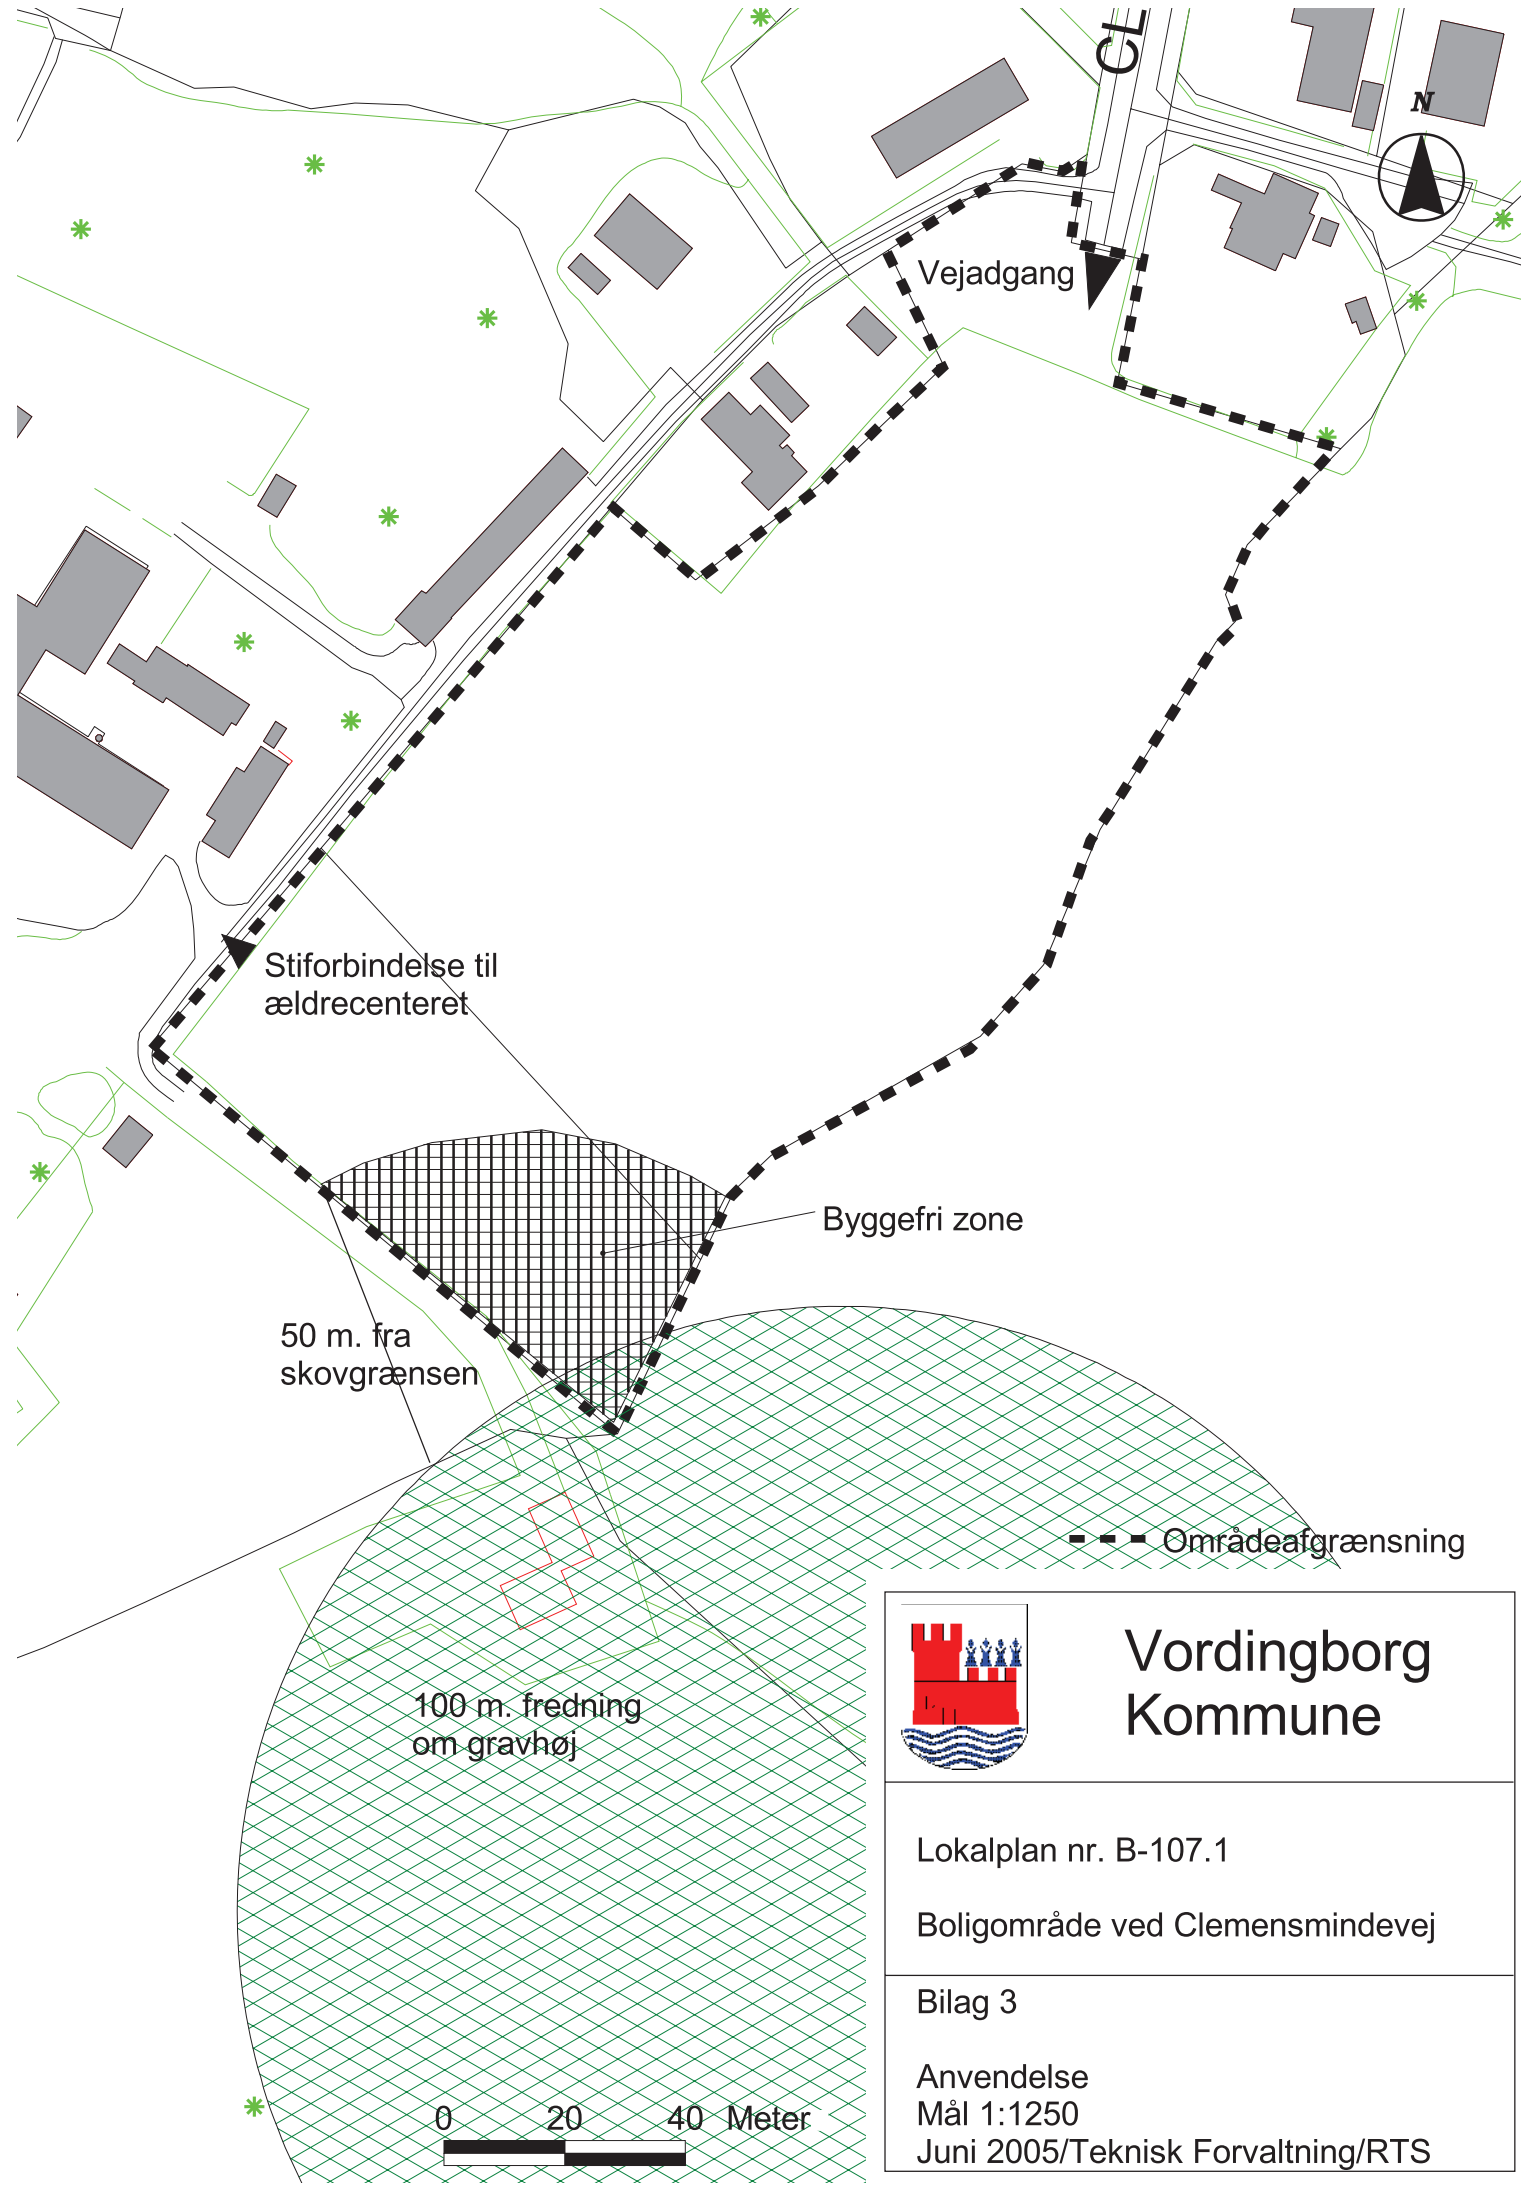 CL
N
Vejadgang
Stiforbindelse til
ældrecenteret
Byggefri zone
50 m. fra
skovgrænsen
Områdeafgrænsning
100 m. fredning
om gravhøj
0 20 40 Meter
Vordingborg
Kommune
Lokalplan nr. B-107.1
Boligområde ved Clemensmindevej
Bilag 3
Anvendelse
Mål 1:1250
Juni 2005/Teknisk Forvaltning/RTS